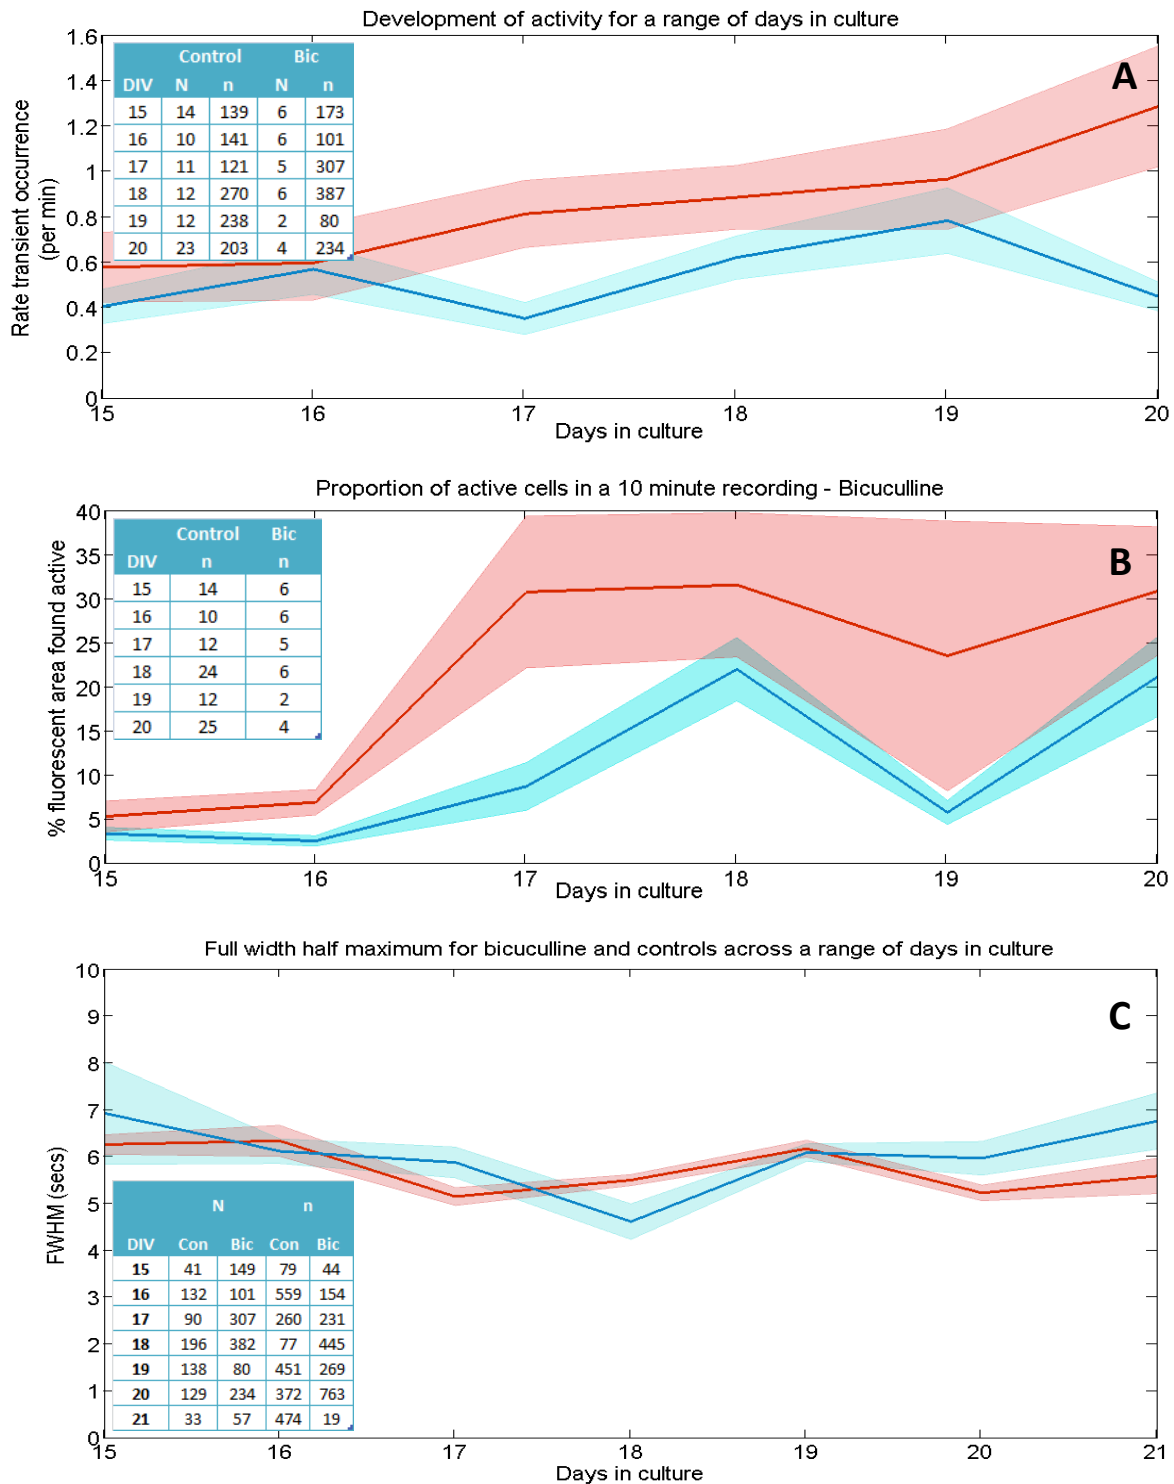 Development of activity for a range of days in culture
A
Rate transient occurrence
(per min)
1.6
1.4
1.2
1
0.8
0.6
0.4
0.2
0
Control Bic
DIV N n N n
15 14 139 6 173
16 10 141 6 101
17 11 121 5 307
18 12 270 6 387
19 12 238 2 80
20 23 203 4 234
15 16 17 18 19 20
Days in culture
Proportion of active cells in a 10 minute recording - Bicuculline
B
% fluorescent area found active
40
35
30
25
20
15
10
5
0
Control Bic
DIV n n
15 14 6
16 10 6
17 12 5
18 24 6
19 12 2
20 25 4
15 16 17 18 19 20
Days in culture
Full width half maximum for bicuculline and controls across a range of days in culture
C
FWHM (secs)
10
9
8
7
6
5
4
3
2
1
0
N n
DIV Con Bic Con Bic
15 41 149 79 44
16 132 101 559 154
17 90 307 260 231
18 196 382 77 445
19 138 80 451 269
20 129 234 372 763
21 33 57 474 19
15 16 17 18 19 20 21
Days in culture